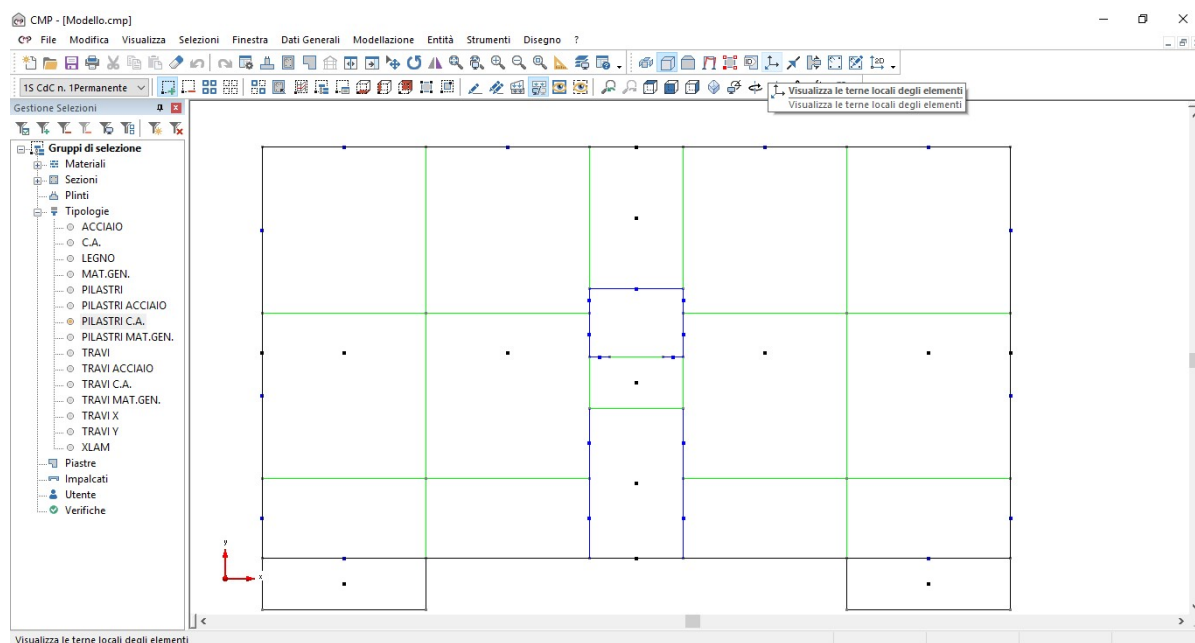 CMP - [Modello.cmp]
File Modifica Visualizza Selezioni Finestra Dati Generali Modellazione Entità Strumenti Disegno ?
1S CdC n. 1Permanente
Visualizza le terne locali degli elementi
Visualizza le terne locali degli elementi
Gestione Selezioni
Gruppi di selezione
Materiali
Sezioni
Plinti
Tipologie
ACCIAIO
C.A.
LEGNO
MAT.GEN.
PILASTRI
PILASTRI ACCIAIO
PILASTRI C.A.
PILASTRI MAT.GEN.
TRAVI
TRAVI ACCIAIO
TRAVI C.A.
TRAVI MAT.GEN.
TRAVI X
TRAVI Y
XLAM
Piastre
Impalcati
Utente
Verifiche
y
x
Visualizza le terne locali degli elementi